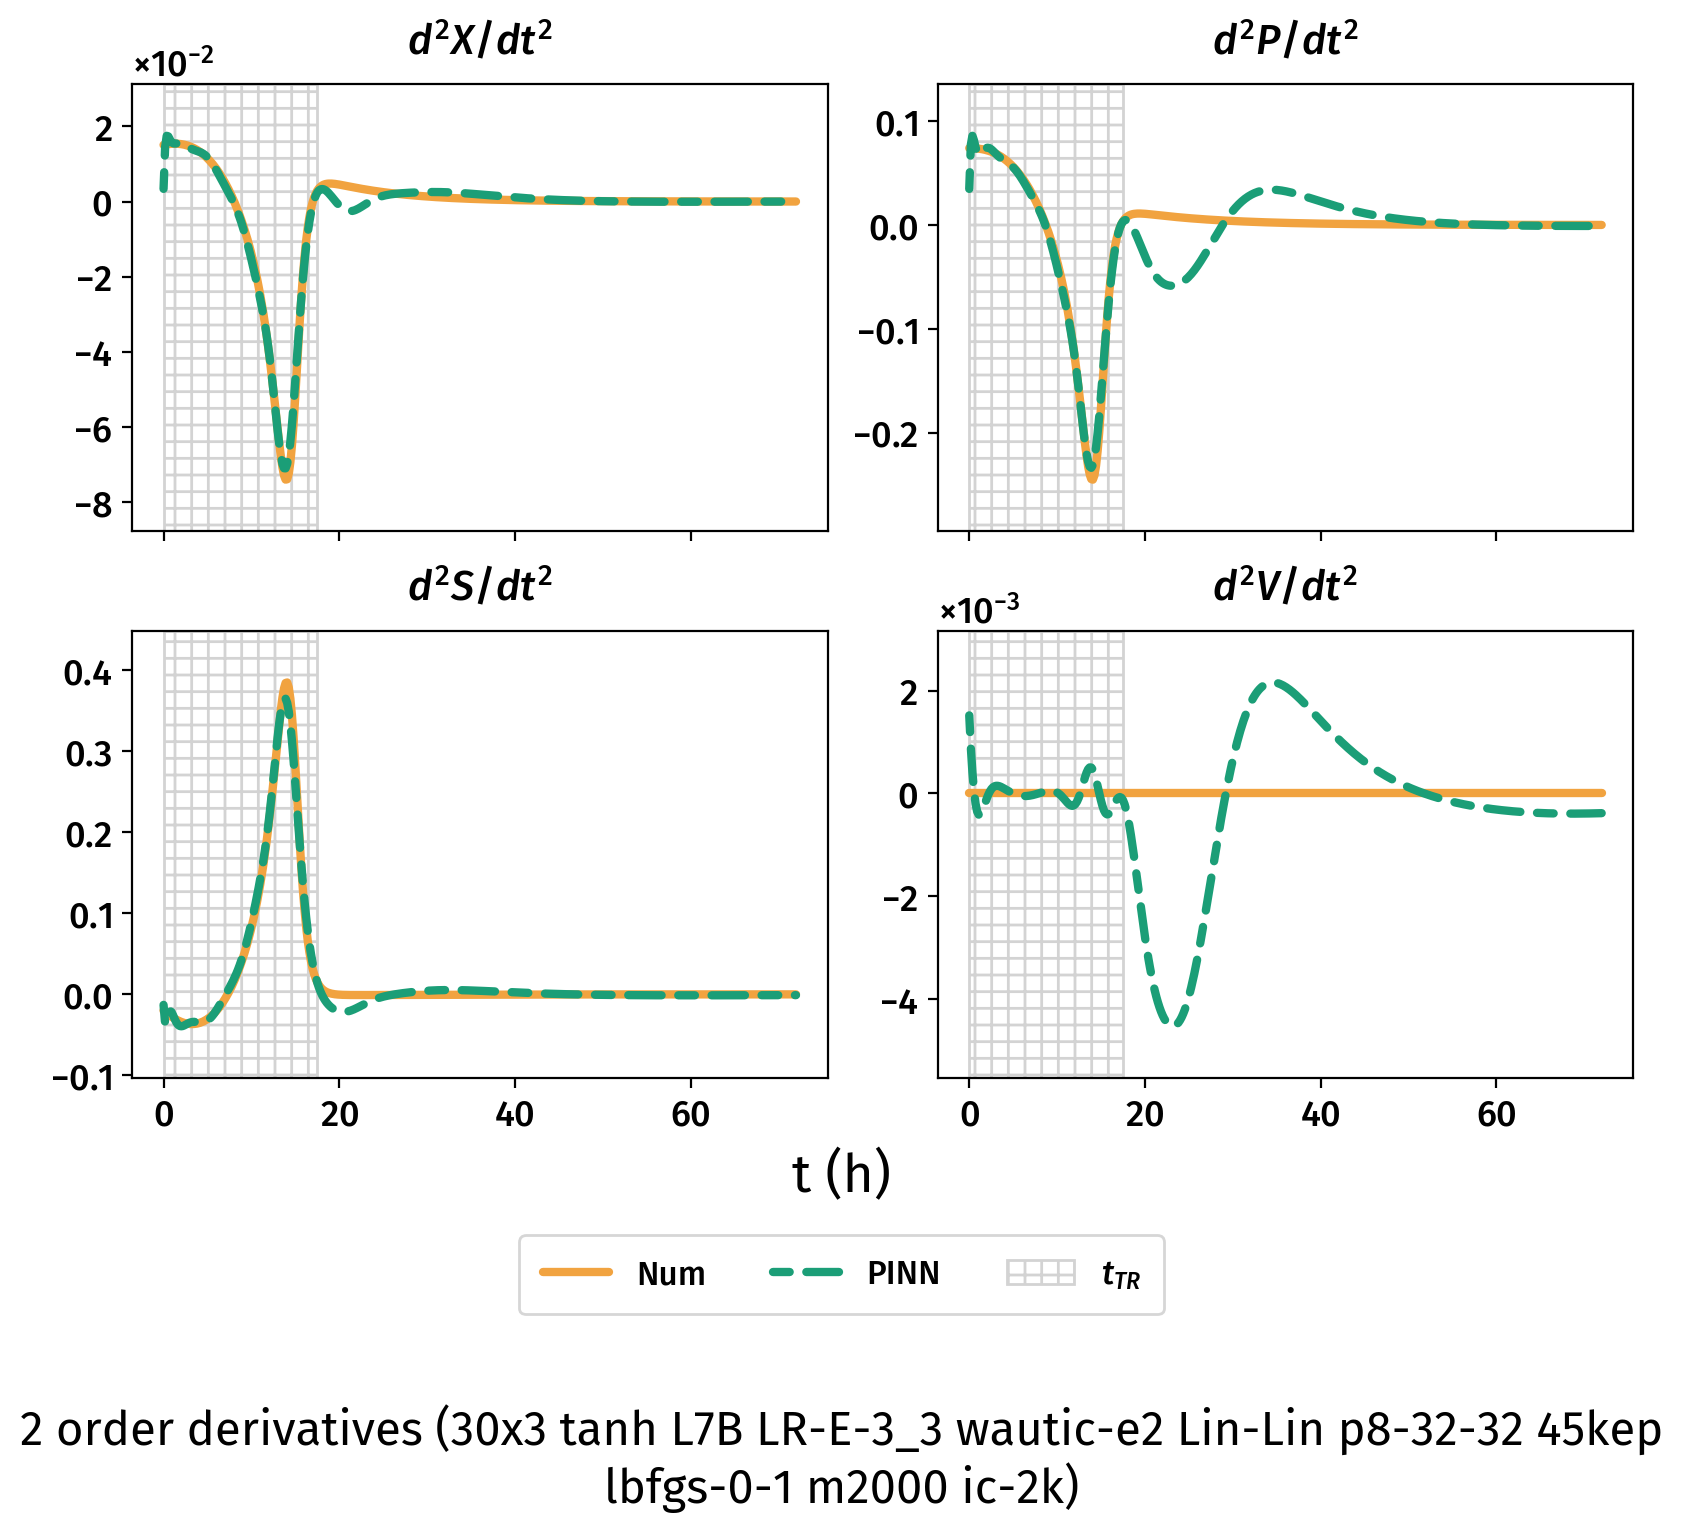 d²X/dt²
×10⁻²
2
0
−2
−4
−6
−8
d²P/dt²
0.1
0.0
−0.1
−0.2
d²S/dt²
0.4
0.3
0.2
0.1
0.0
−0.1
0 20 40 60
d²V/dt²
×10⁻³
2
0
−2
−4
0 20 40 60
t (h)
Num PINN t_TR
2 order derivatives (30x3 tanh L7B LR-E-3_3 wautic-e2 Lin-Lin p8-32-32 45kep
lbfgs-0-1 m2000 ic-2k)